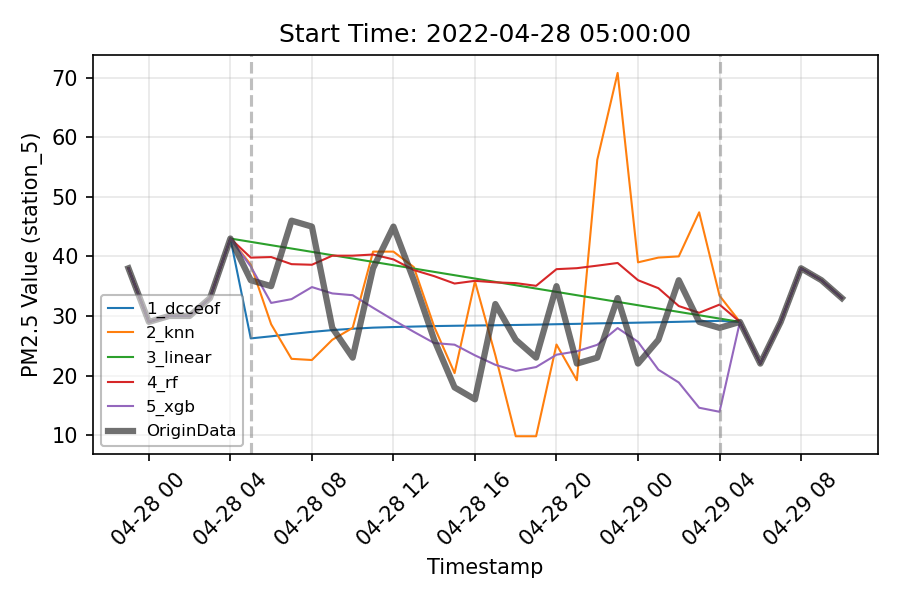 Start Time: 2022-04-28 05:00:00
PM2.5 Value (station_5)
70
60
50
40
30
20
10
1_dcceof
2_knn
3_linear
4_rf
5_xgb
OriginData
04-28 00
04-28 04
04-28 08
04-28 12
04-28 16
04-28 20
04-29 00
04-29 04
04-29 08
Timestamp